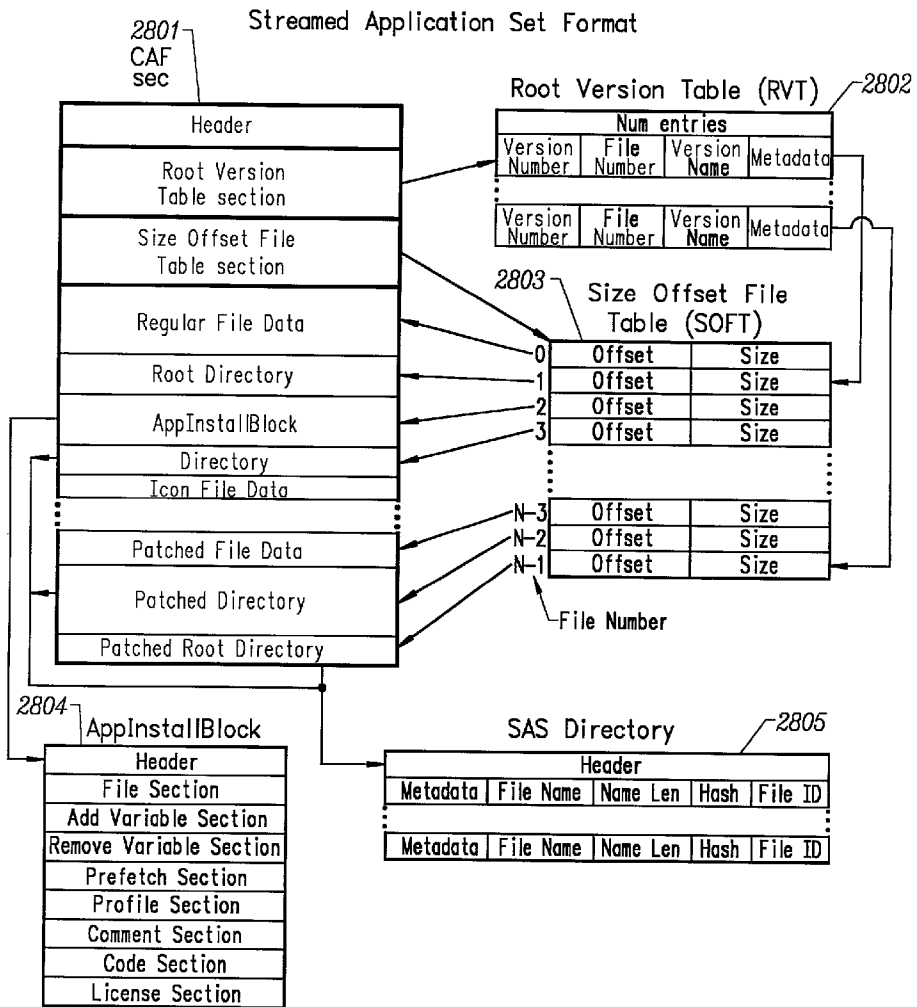 Streamed Application Set Format
2801
CAF
sec
Header
Root Version
Table section
Size Offset File
Table section
Regular File Data
Root Directory
AppInstallBlock
Directory
Icon File Data
Patched File Data
Patched Directory
Patched Root Directory
Root Version Table (RVT)
2802
Num entries
Version Number File Number Version Name Metadata
Version Number File Number Version Name Metadata
2803
Size Offset File
Table (SOFT)
0 Offset Size
1 Offset Size
2 Offset Size
3 Offset Size
N-3 Offset Size
N-2 Offset Size
N-1 Offset Size
File Number
2804
AppInstallBlock
Header
File Section
Add Variable Section
Remove Variable Section
Prefetch Section
Profile Section
Comment Section
Code Section
License Section
SAS Directory
2805
Header
Metadata File Name Name Len Hash File ID
Metadata File Name Name Len Hash File ID